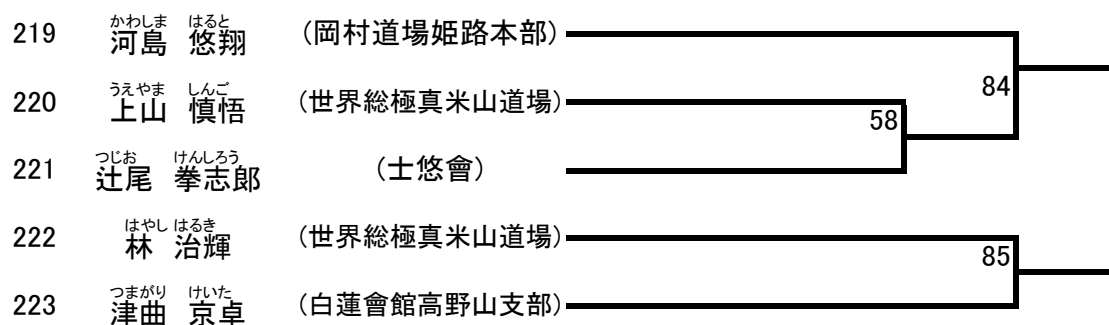 かわしま はると
219 河島 悠翔 (岡村道場姫路本部)
84
うえやま しんご
220 上山 慎悟 (世界総極真米山道場)
58
つじお けんしろう
221 辻尾 拳志郎 (士悠會)
はやし はるき
222 林 治輝 (世界総極真米山道場)
85
つまがり けいた
223 津曲 京卓 (白蓮會館高野山支部)